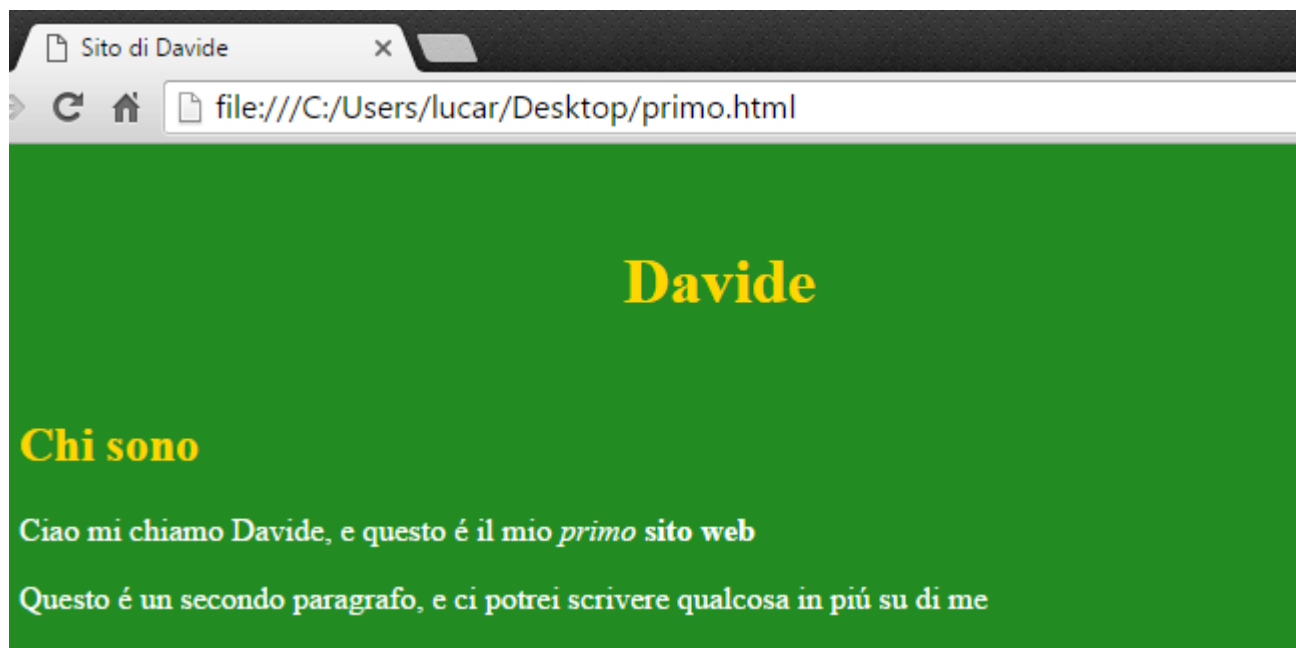 Sito di Davide
file:///C:/Users/lucar/Desktop/primo.html
Davide
Chi sono
Ciao mi chiamo Davide, e questo é il mio primo sito web
Questo é un secondo paragrafo, e ci potrei scrivere qualcosa in piú su di me